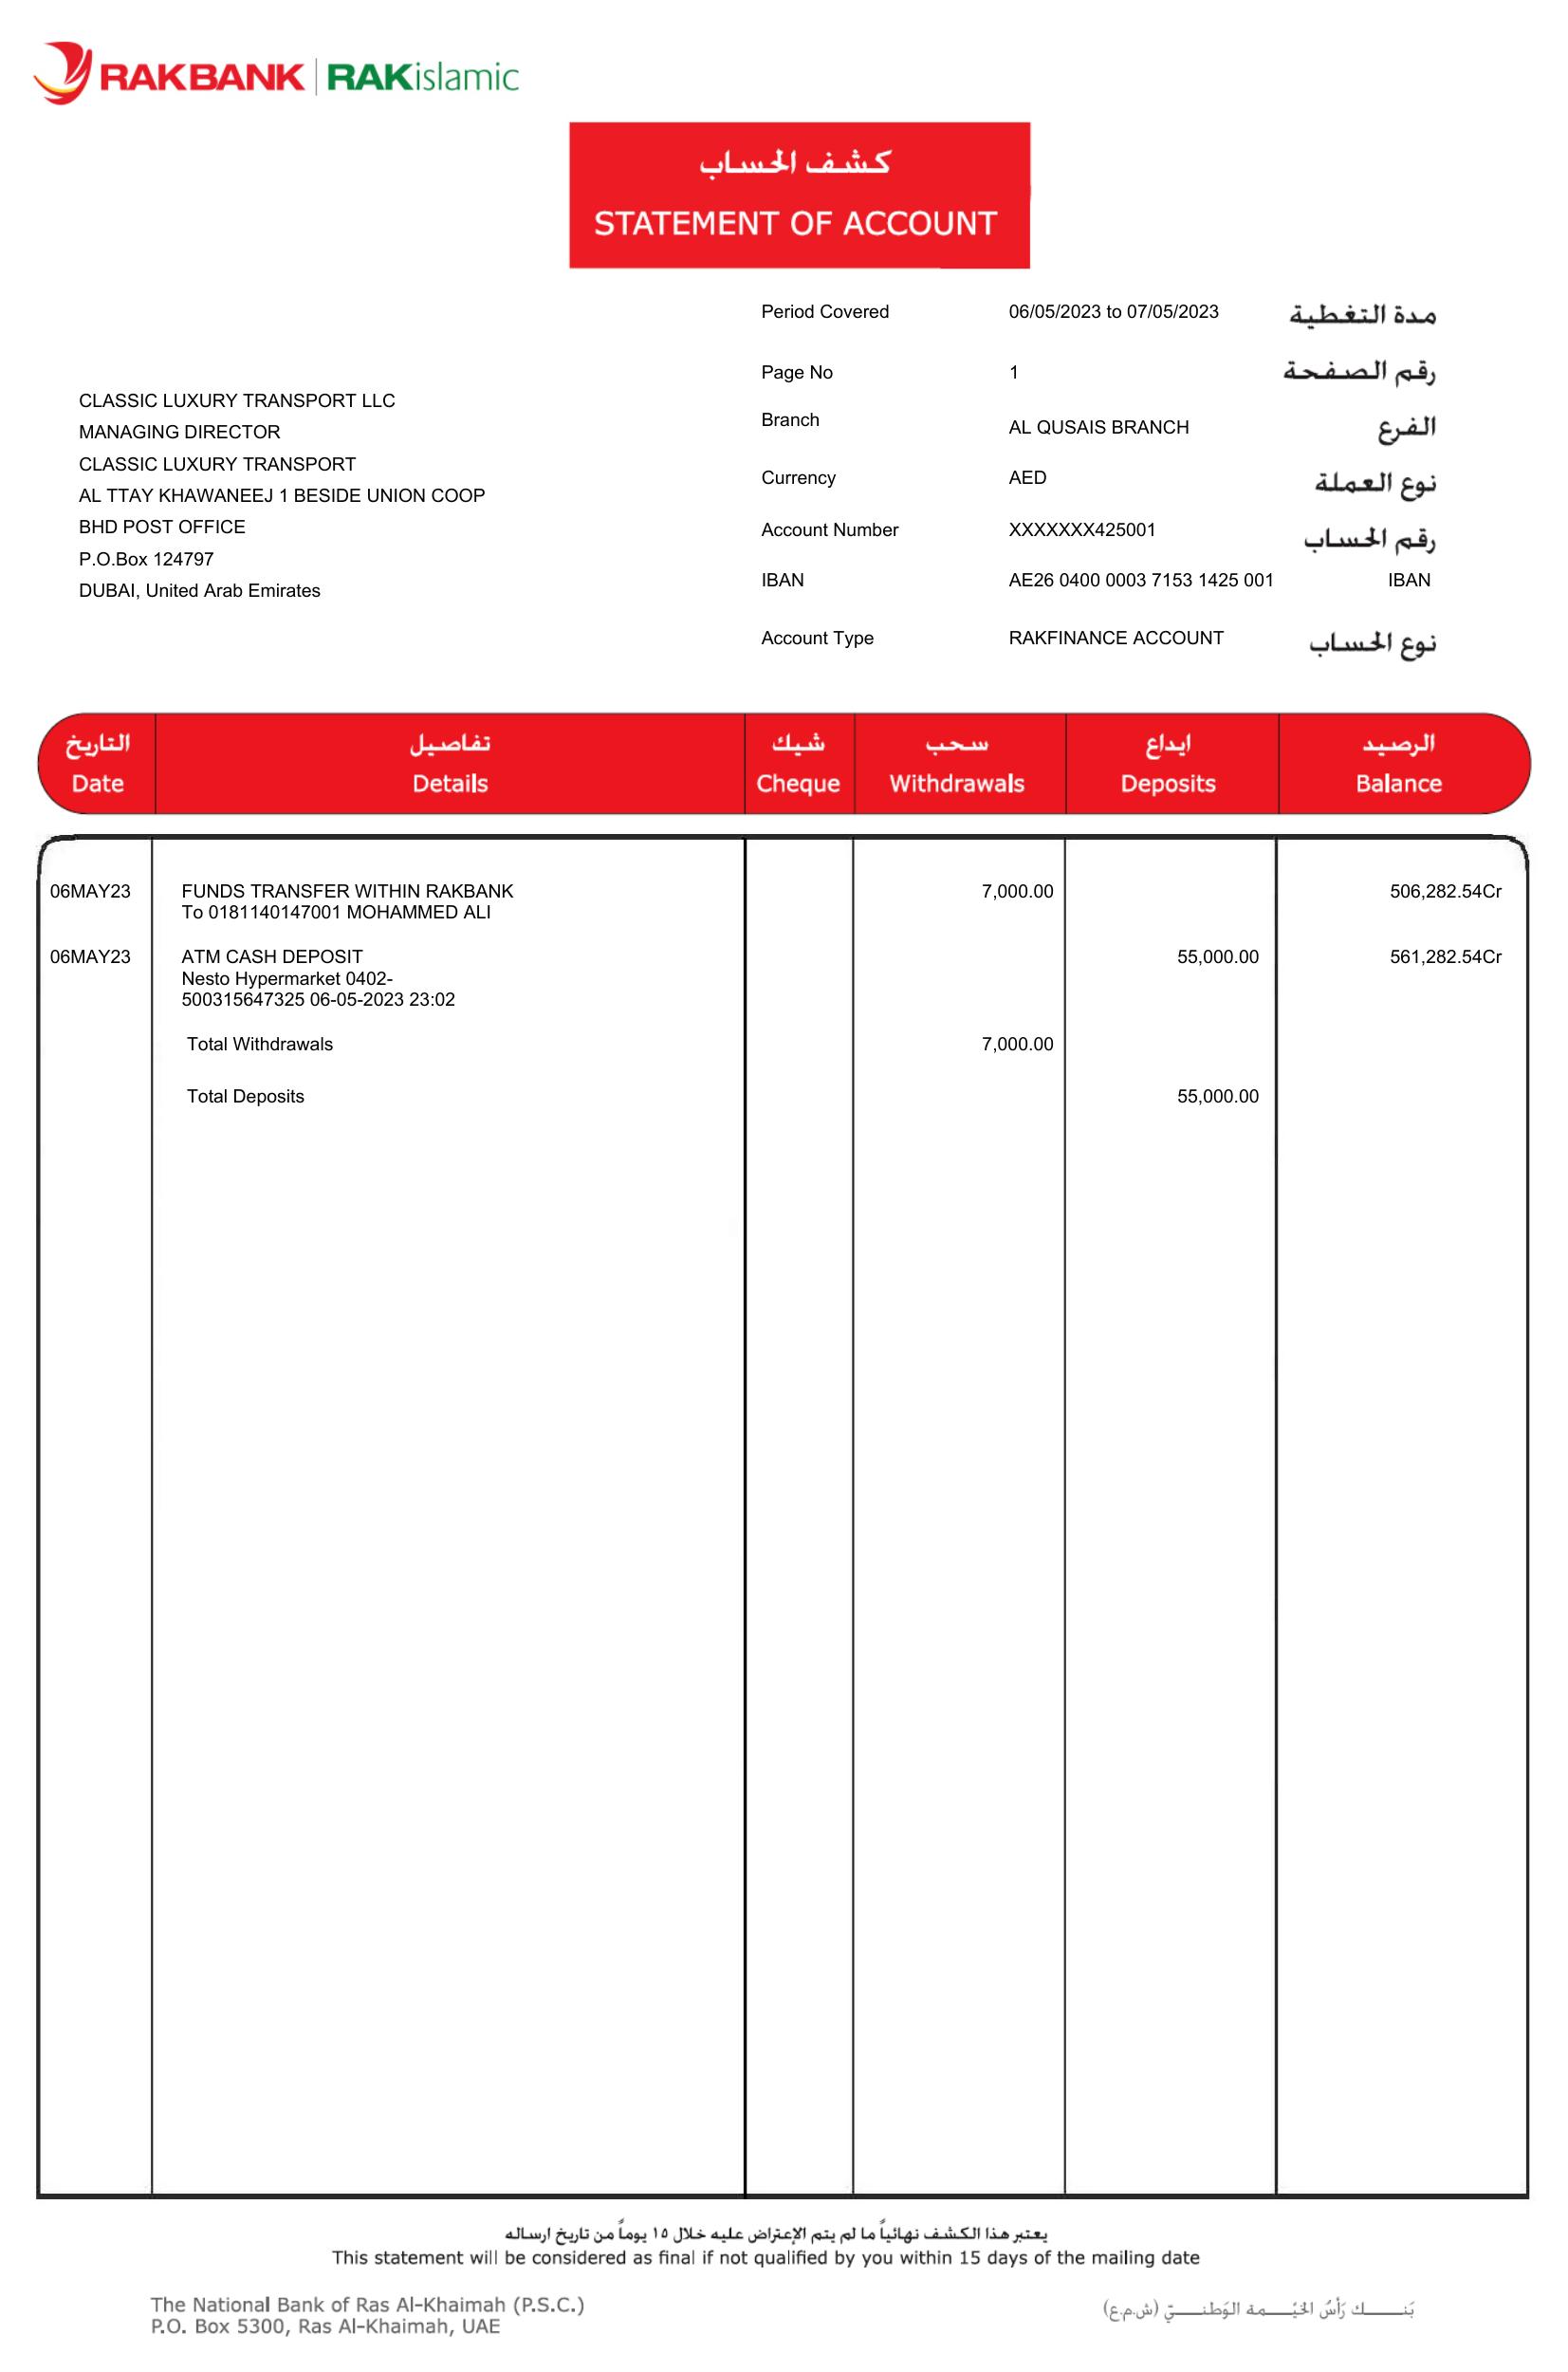 RAKBANK | RAKislamic
كشف الحساب
STATEMENT OF ACCOUNT
Period Covered 06/05/2023 to 07/05/2023 مدة التغطية
Page No 1 رقم الصفحة
CLASSIC LUXURY TRANSPORT LLC
MANAGING DIRECTOR
CLASSIC LUXURY TRANSPORT
AL TTAY KHAWANEEJ 1 BESIDE UNION COOP
BHD POST OFFICE
P.O.Box 124797
DUBAI, United Arab Emirates
Branch AL QUSAIS BRANCH الفرع
Currency AED نوع العملة
Account Number XXXXXXX425001 رقم الحساب
IBAN AE26 0400 0003 7153 1425 001 IBAN
Account Type RAKFINANCE ACCOUNT نوع الحساب
التاريخ تفاصيل شيك سحب ايداع الرصيد
Date Details Cheque Withdrawals Deposits Balance
06MAY23 FUNDS TRANSFER WITHIN RAKBANK 7,000.00 506,282.54Cr
To 0181140147001 MOHAMMED ALI
06MAY23 ATM CASH DEPOSIT 55,000.00 561,282.54Cr
Nesto Hypermarket 0402-
500315647325 06-05-2023 23:02
Total Withdrawals 7,000.00
Total Deposits 55,000.00
يعتبر هذا الكشف نهائياً ما لم يتم الإعتراض عليه خلال ١٥ يوماً من تاريخ ارساله
This statement will be considered as final if not qualified by you within 15 days of the mailing date
The National Bank of Ras Al-Khaimah (P.S.C.) بَنــــك رَأسُ الخَيْــــمة الوَطنــــيّ (ش.م.ع)
P.O. Box 5300, Ras Al-Khaimah, UAE